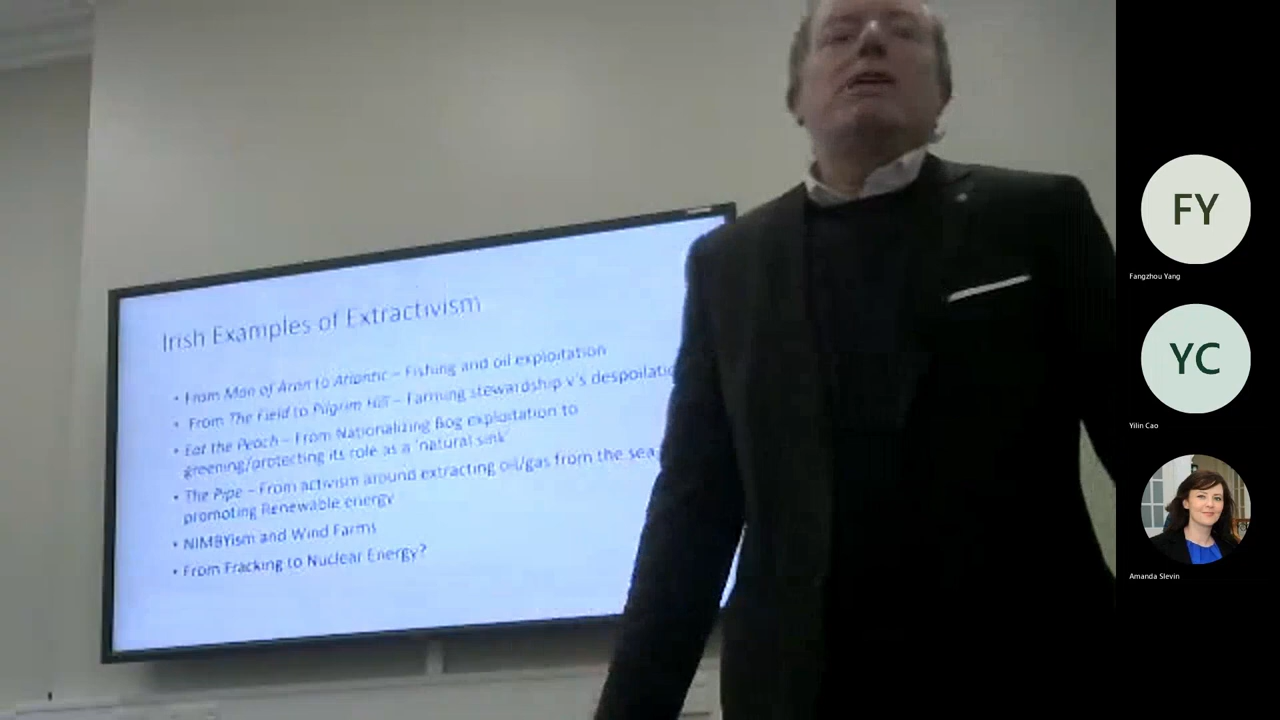 Irish Examples of Extractivism
• From Man of Aran to Atlantic – Fishing and oil exploitation
• From The Field to Pilgrim Hill – Farming stewardship v's despoilatio
• Eat the Peach – From Nationalizing Bog exploitation to
greening/protecting its role as a 'natural sink'
• The Pipe – From activism around extracting oil/gas from the sea
promoting Renewable energy
• NIMBYism and Wind Farms
• From Fracking to Nuclear Energy?
FY
Fangzhou Yang
YC
Yilin Cao
Amanda Slevin